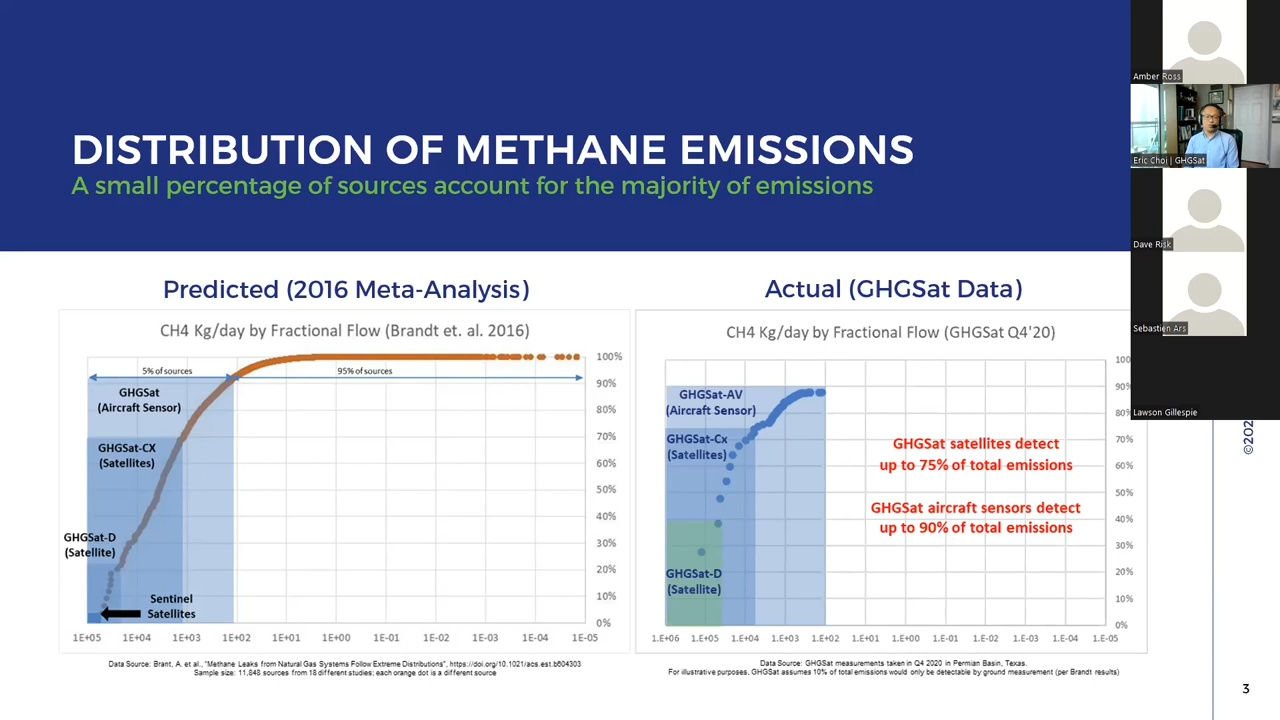 DISTRIBUTION OF METHANE EMISSIONS
A small percentage of sources account for the majority of emissions
Predicted (2016 Meta-Analysis)
CH4 Kg/day by Fractional Flow (Brandt et. al. 2016)
5% of sources
95% of sources
GHGSat
(Aircraft Sensor)
GHGSat-CX
(Satellites)
GHGSat-D
(Satellite)
Sentinel
Satellites
100%
90%
80%
70%
60%
50%
40%
30%
20%
10%
0%
1E+05 1E+04 1E+03 1E+02 1E+01 1E+00 1E-01 1E-02 1E-03 1E-04 1E-05
Data Source: Brant, A. et al., "Methane Leaks from Natural Gas Systems Follow Extreme Distributions", https://doi.org/10.1021/acs.est.b604303
Sample size: 11,848 sources from 18 different studies; each orange dot is a different source
Actual (GHGSat Data)
CH4 Kg/day by Fractional Flow (GHGSat Q4'20)
GHGSat-AV
(Aircraft Sensor)
GHGSat-Cx
(Satellites)
GHGSat-D
(Satellite)
GHGSat satellites detect
up to 75% of total emissions
GHGSat aircraft sensors detect
up to 90% of total emissions
100
90%
80%
70%
60%
50%
40%
30%
20%
10%
0%
1.E+06 1.E+05 1.E+04 1.E+03 1.E+02 1.E+01 1.E+00 1.E-01 1.E-02 1.E-03 1.E-04 1.E-05
Data Source: GHGSat measurements taken in Q4 2020 in Permian Basin, Texas.
For illustrative purposes, GHGSat assumes 10% of total emissions would only be detectable by ground measurement (per Brandt results)
Amber Ross
Eric Choi | GHGSat
Dave Risk
Sebastien Ars
Lawson Gillespie
©202
3